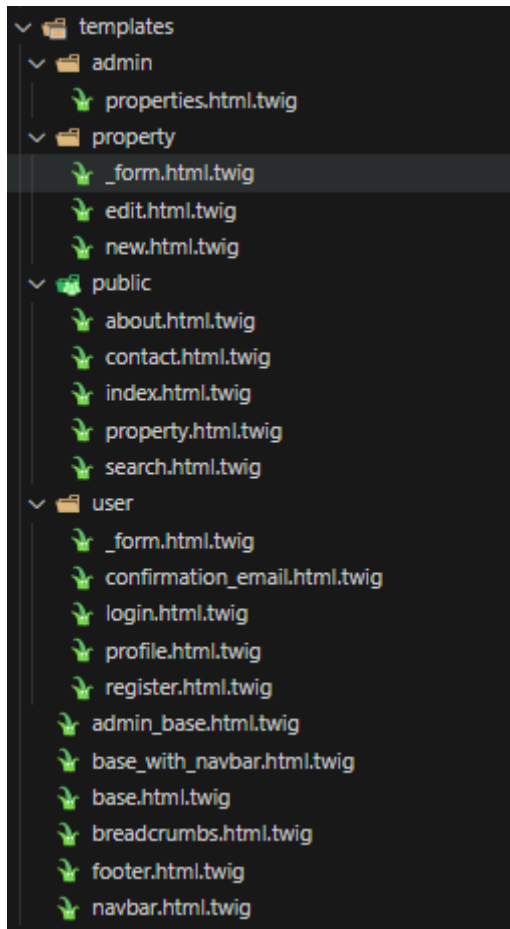 templates
admin
properties.html.twig
property
_form.html.twig
edit.html.twig
new.html.twig
public
about.html.twig
contact.html.twig
index.html.twig
property.html.twig
search.html.twig
user
_form.html.twig
confirmation_email.html.twig
login.html.twig
profile.html.twig
register.html.twig
admin_base.html.twig
base_with_navbar.html.twig
base.html.twig
breadcrumbs.html.twig
footer.html.twig
navbar.html.twig